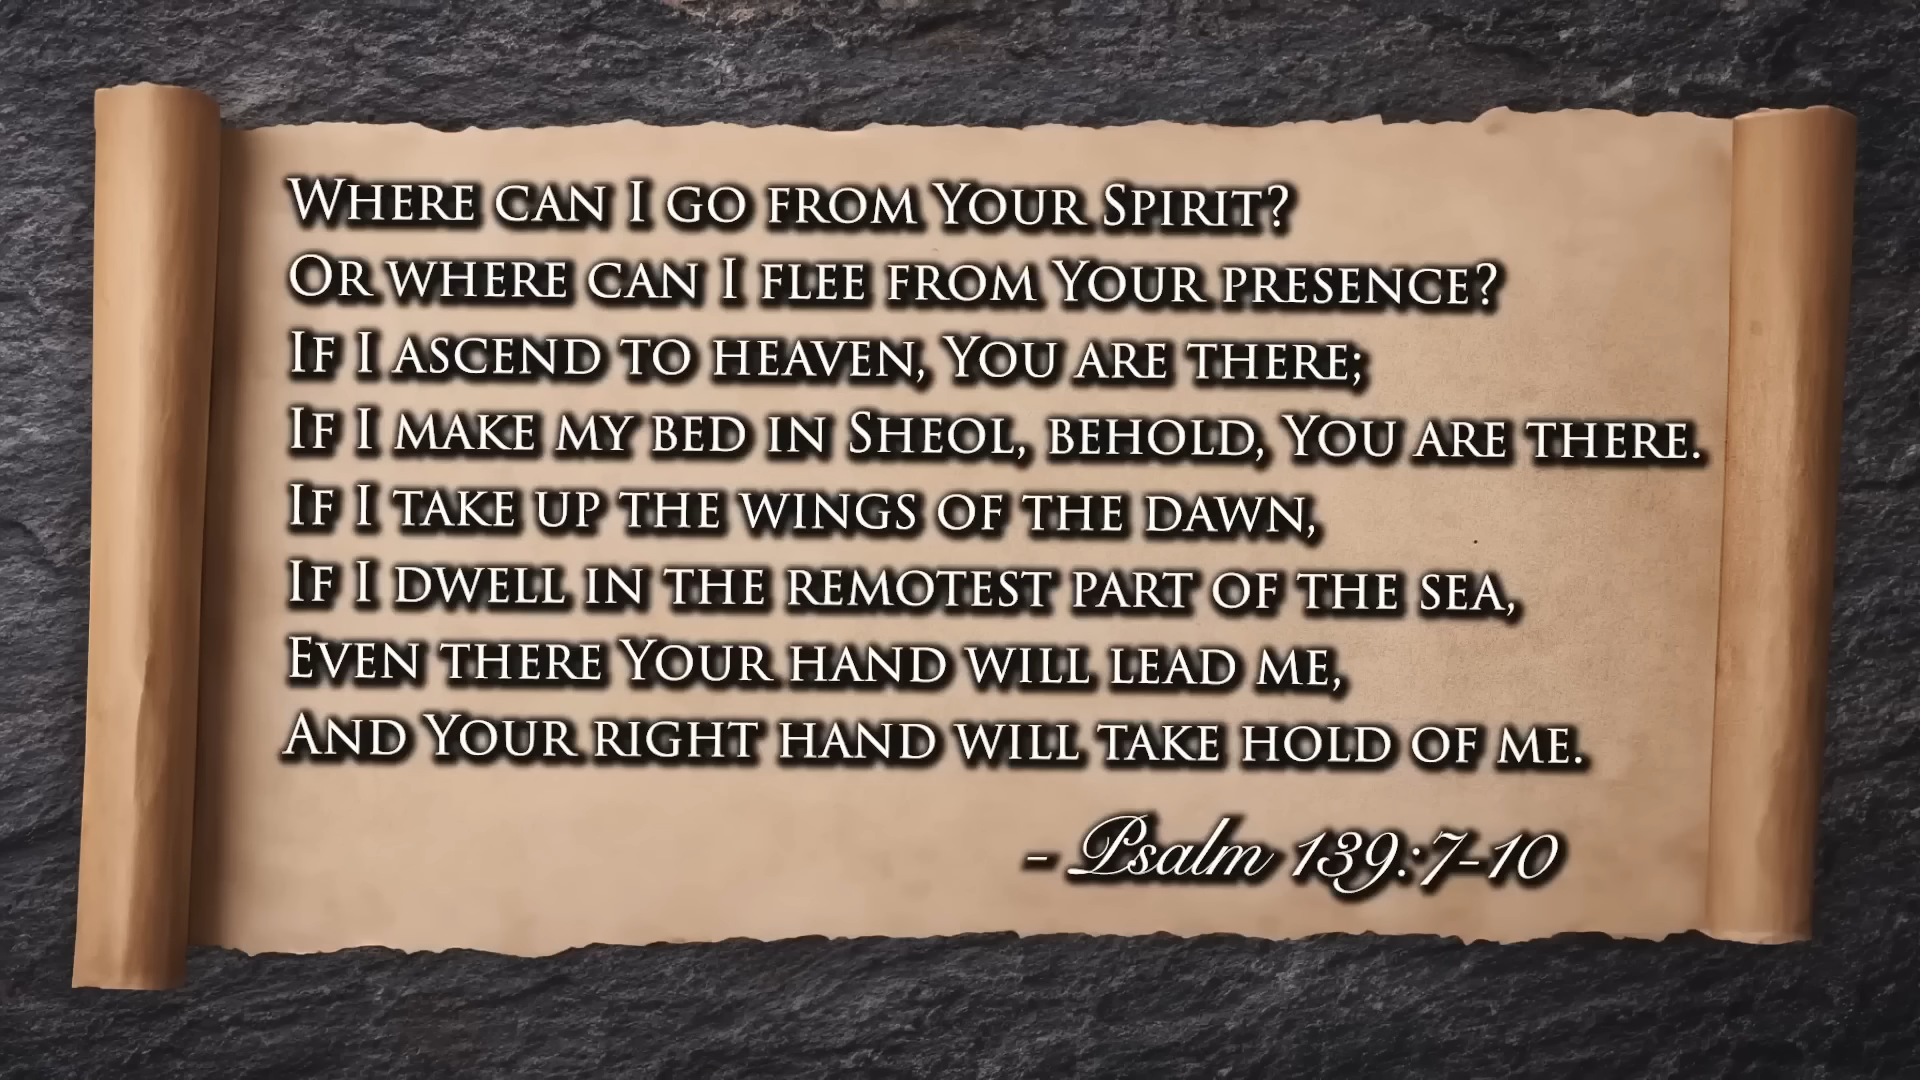 Where can I go from Your Spirit?
Or where can I flee from Your presence?
If I ascend to heaven, You are there;
If I make my bed in Sheol, behold, You are there.
If I take up the wings of the dawn,
If I dwell in the remotest part of the sea,
Even there Your hand will lead me,
And Your right hand will take hold of me.
- Psalm 139:7-10